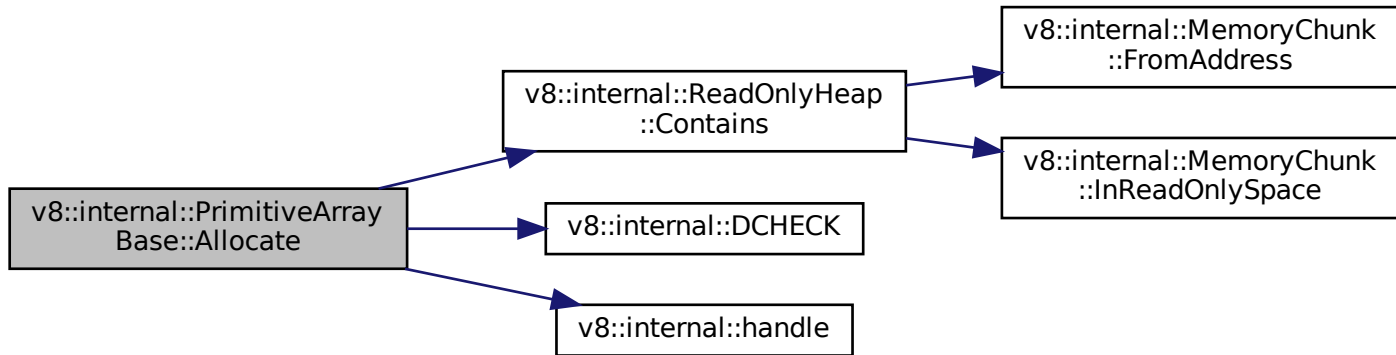 v8::internal::PrimitiveArray
Base::Allocate
v8::internal::ReadOnlyHeap
::Contains
v8::internal::MemoryChunk
::FromAddress
v8::internal::MemoryChunk
::InReadOnlySpace
v8::internal::DCHECK
v8::internal::handle